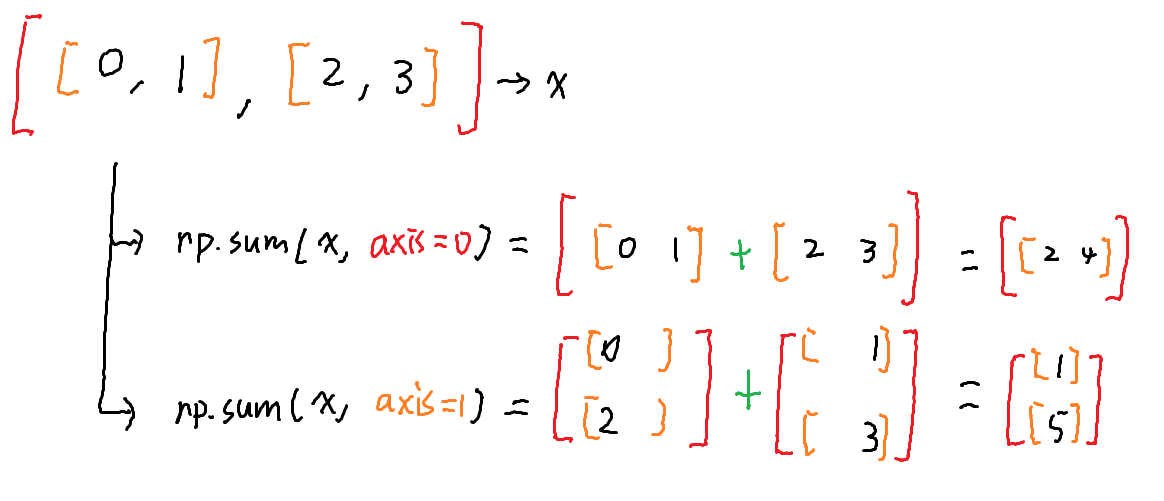 [[0, 1], [2, 3]] → x
→ np.sum(x, axis=0) = [[0 1] + [2 3]] = [[2 4]]
→ np.sum(x, axis=1) = [[0 ] [2 ]] + [[ 1] [ 3]] = [[1] [5]]